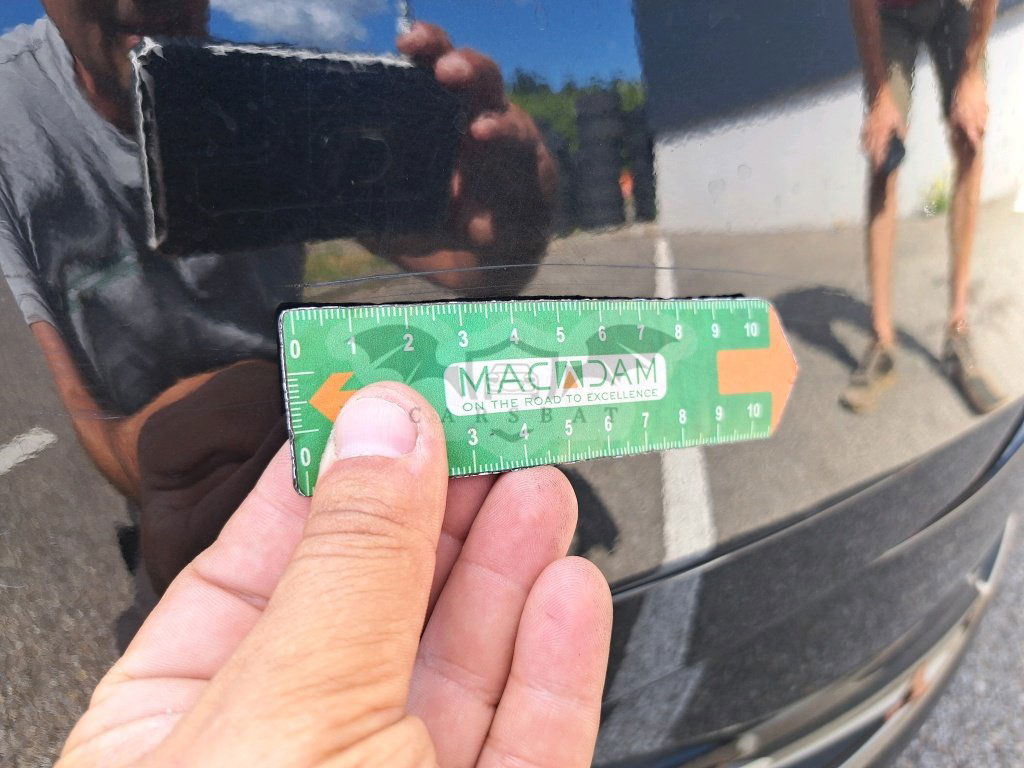 0 1 2 3 4 5 6 7 8 9 10
MACADAM
ON THE ROAD TO EXCELLENCE
CARSBAT
0 3 4 5 6 7 8 9 10